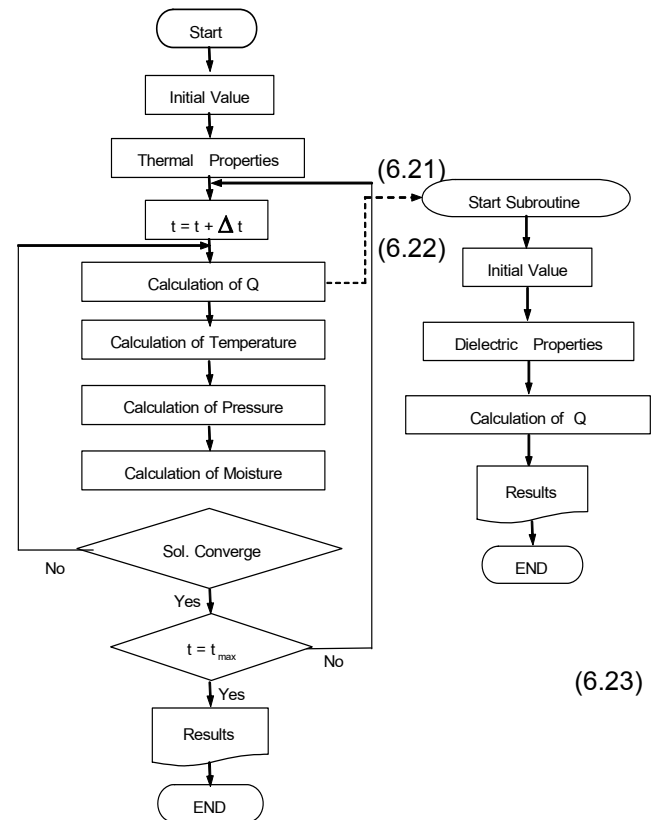 Start
Initial Value
Thermal Properties
t = t + Δ t
Calculation of Q
Calculation of Temperature
Calculation of Pressure
Calculation of Moisture
Sol. Converge
No
Yes
t = t max
No
Yes
Results
END
(6.21)
(6.22)
Start Subroutine
Initial Value
Dielectric Properties
Calculation of Q
Results
END
(6.23)